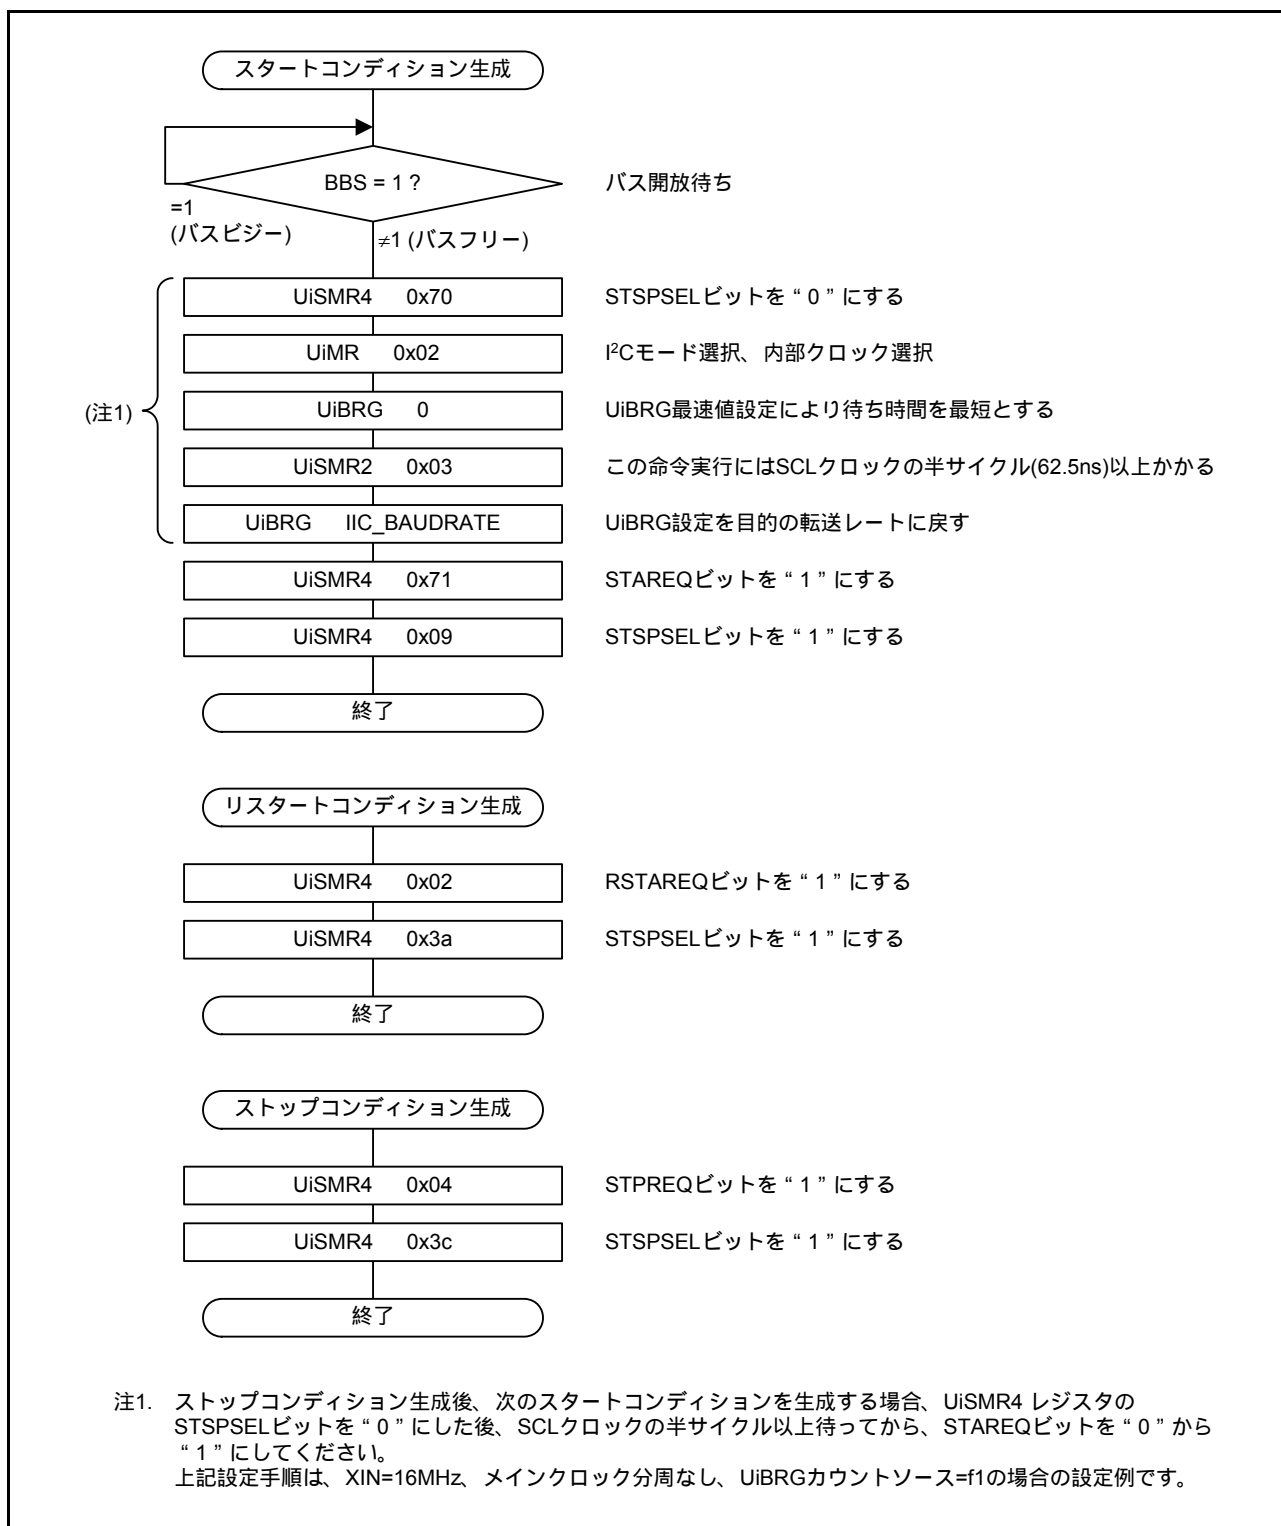 スタートコンディション生成
BBS = 1 ?
バス開放待ち
=1
(バスビジー)
≠1 (バスフリー)
(注1)
UiSMR4 0x70
STSPSELビットを“ 0 ”にする
UiMR 0x02
I²Cモード選択、内部クロック選択
UiBRG 0
UiBRG最速値設定により待ち時間を最短とする
UiSMR2 0x03
この命令実行にはSCLクロックの半サイクル(62.5ns)以上かかる
UiBRG IIC_BAUDRATE
UiBRG設定を目的の転送レートに戻す
UiSMR4 0x71
STAREQビットを“ 1 ”にする
UiSMR4 0x09
STSPSELビットを“ 1 ”にする
終了
リスタートコンディション生成
UiSMR4 0x02
RSTAREQビットを“ 1 ”にする
UiSMR4 0x3a
STSPSELビットを“ 1 ”にする
終了
ストップコンディション生成
UiSMR4 0x04
STPREQビットを“ 1 ”にする
UiSMR4 0x3c
STSPSELビットを“ 1 ”にする
終了
注1. ストップコンディション生成後、次のスタートコンディションを生成する場合、UiSMR4 レジスタの
STSPSELビットを“ 0 ”にした後、SCLクロックの半サイクル以上待ってから、STAREQビットを“ 0 ”から
“ 1 ”にしてください。
上記設定手順は、XIN=16MHz、メインクロック分周なし、UiBRGカウントソース=f1の場合の設定例です。